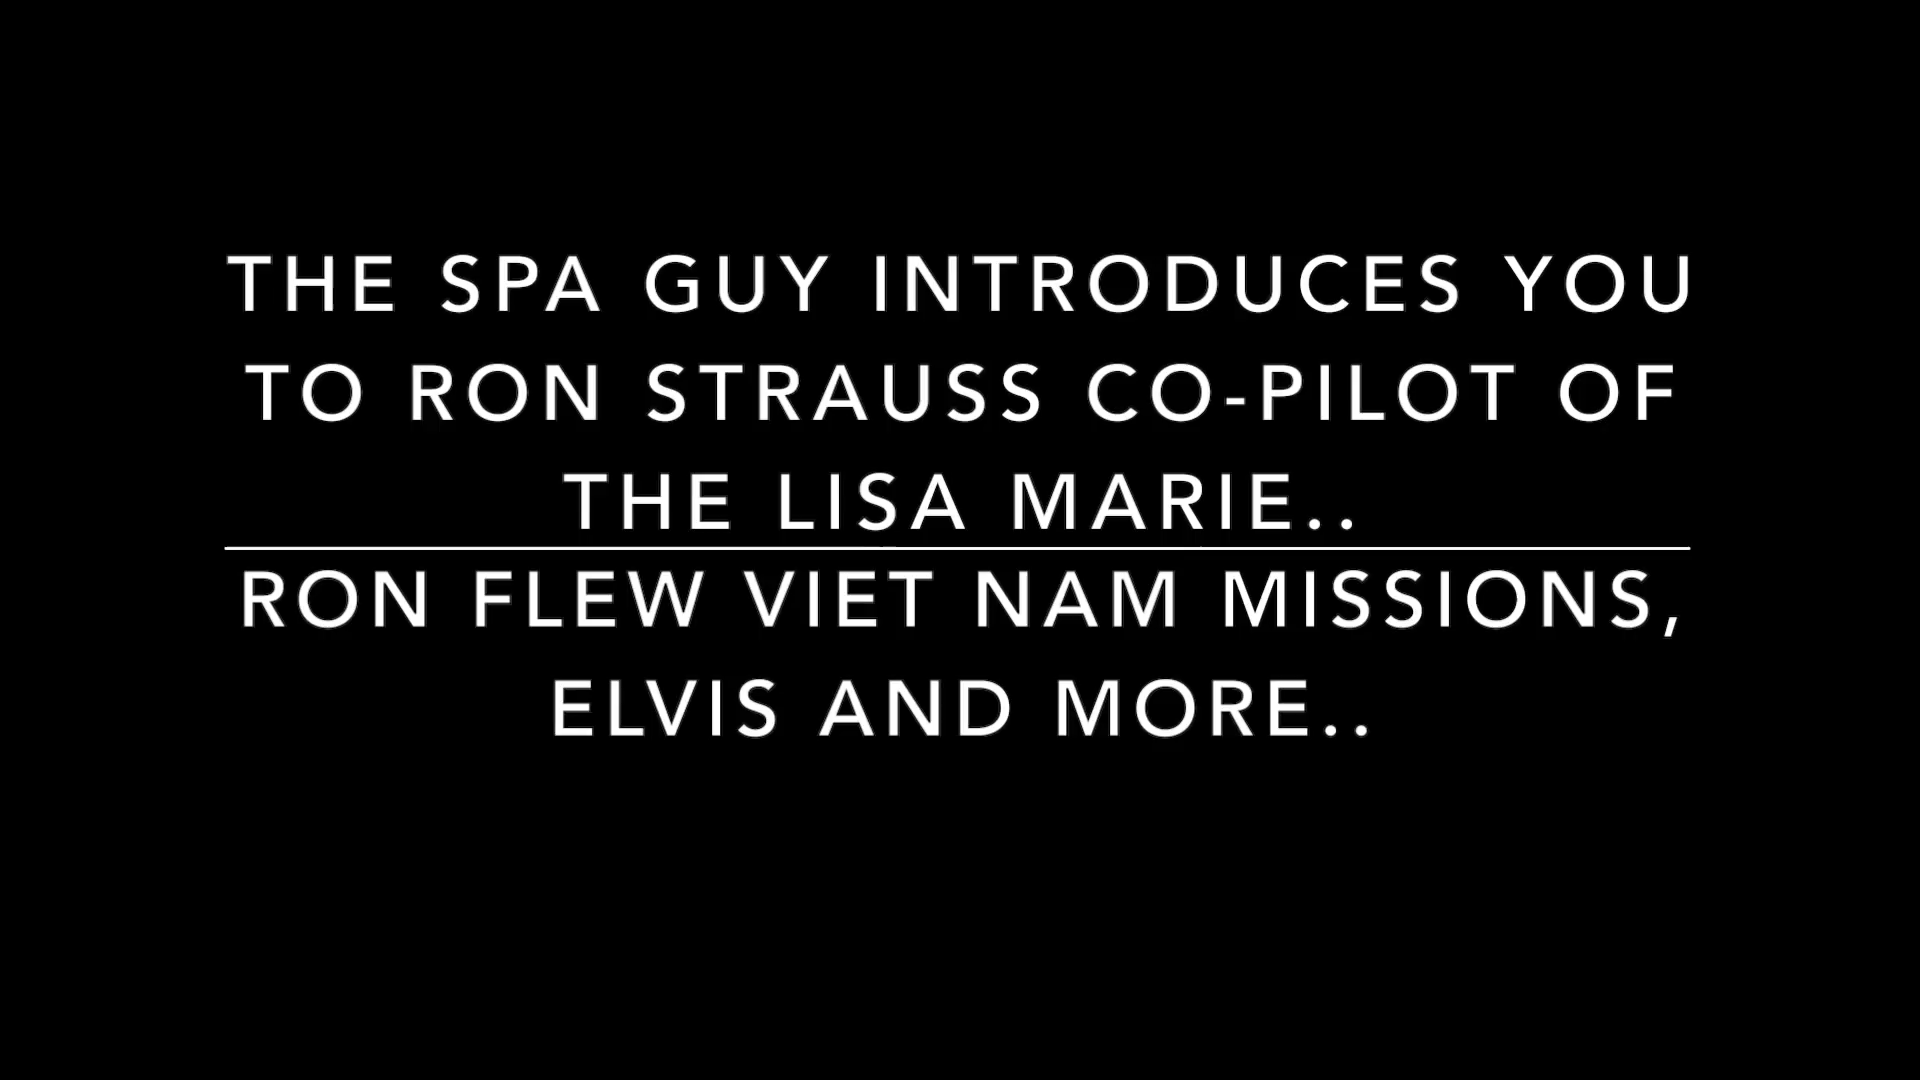 THE SPA GUY INTRODUCES YOU
TO RON STRAUSS CO-PILOT OF
THE LISA MARIE..
RON FLEW VIET NAM MISSIONS,
ELVIS AND MORE..